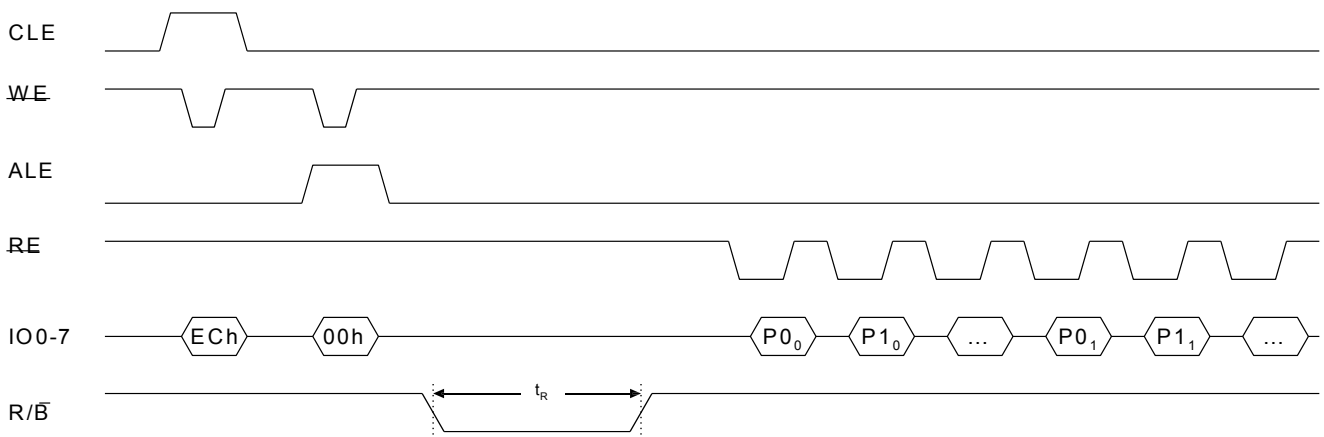 CLE
WE
ALE
RE
IO0-7 ECh 00h P0₀ P1₀ ... P0₁ P1₁ ...
R/B̅ tR